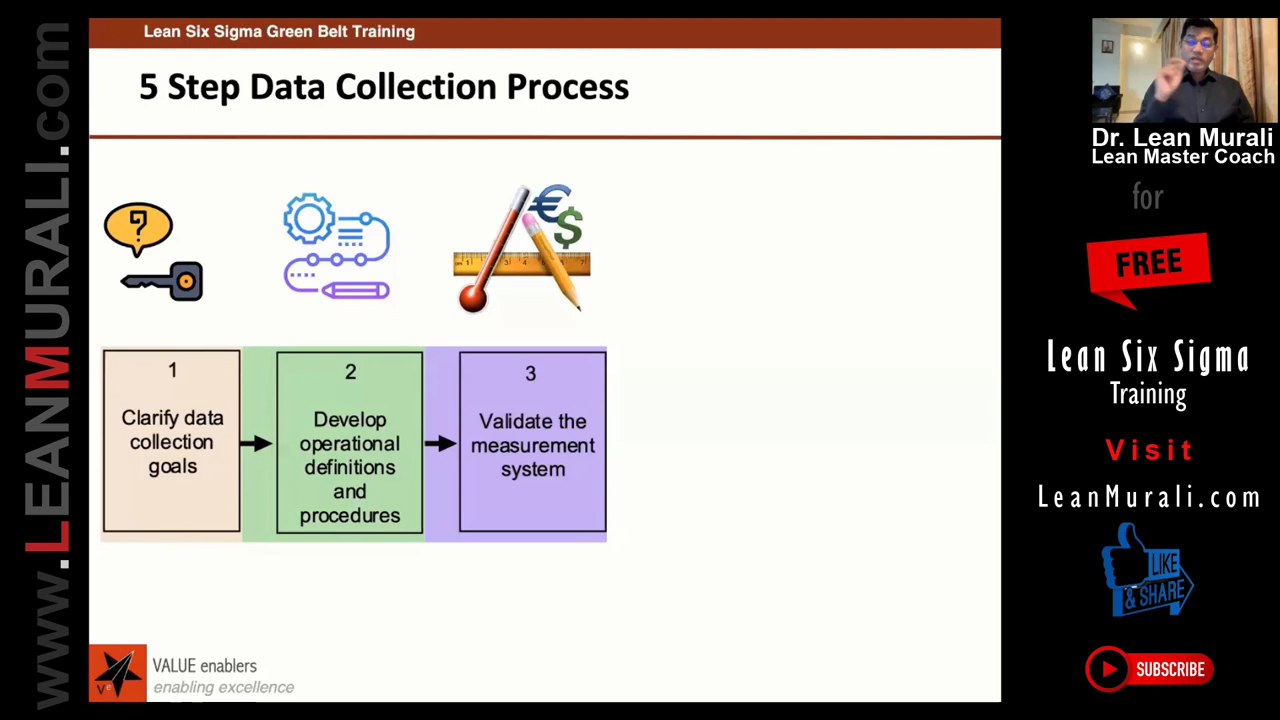 www.LEANMURALI.com
Lean Six Sigma Green Belt Training
5 Step Data Collection Process
?
€
$
1
Clarify data
collection
goals
2
Develop
operational
definitions
and
procedures
3
Validate the
measurement
system
Ve
VALUE enablers
enabling excellence
Dr. Lean Murali
Lean Master Coach
for
FREE
Lean Six Sigma
Training
Visit
LeanMurali.com
LIKE
& SHARE
SUBSCRIBE